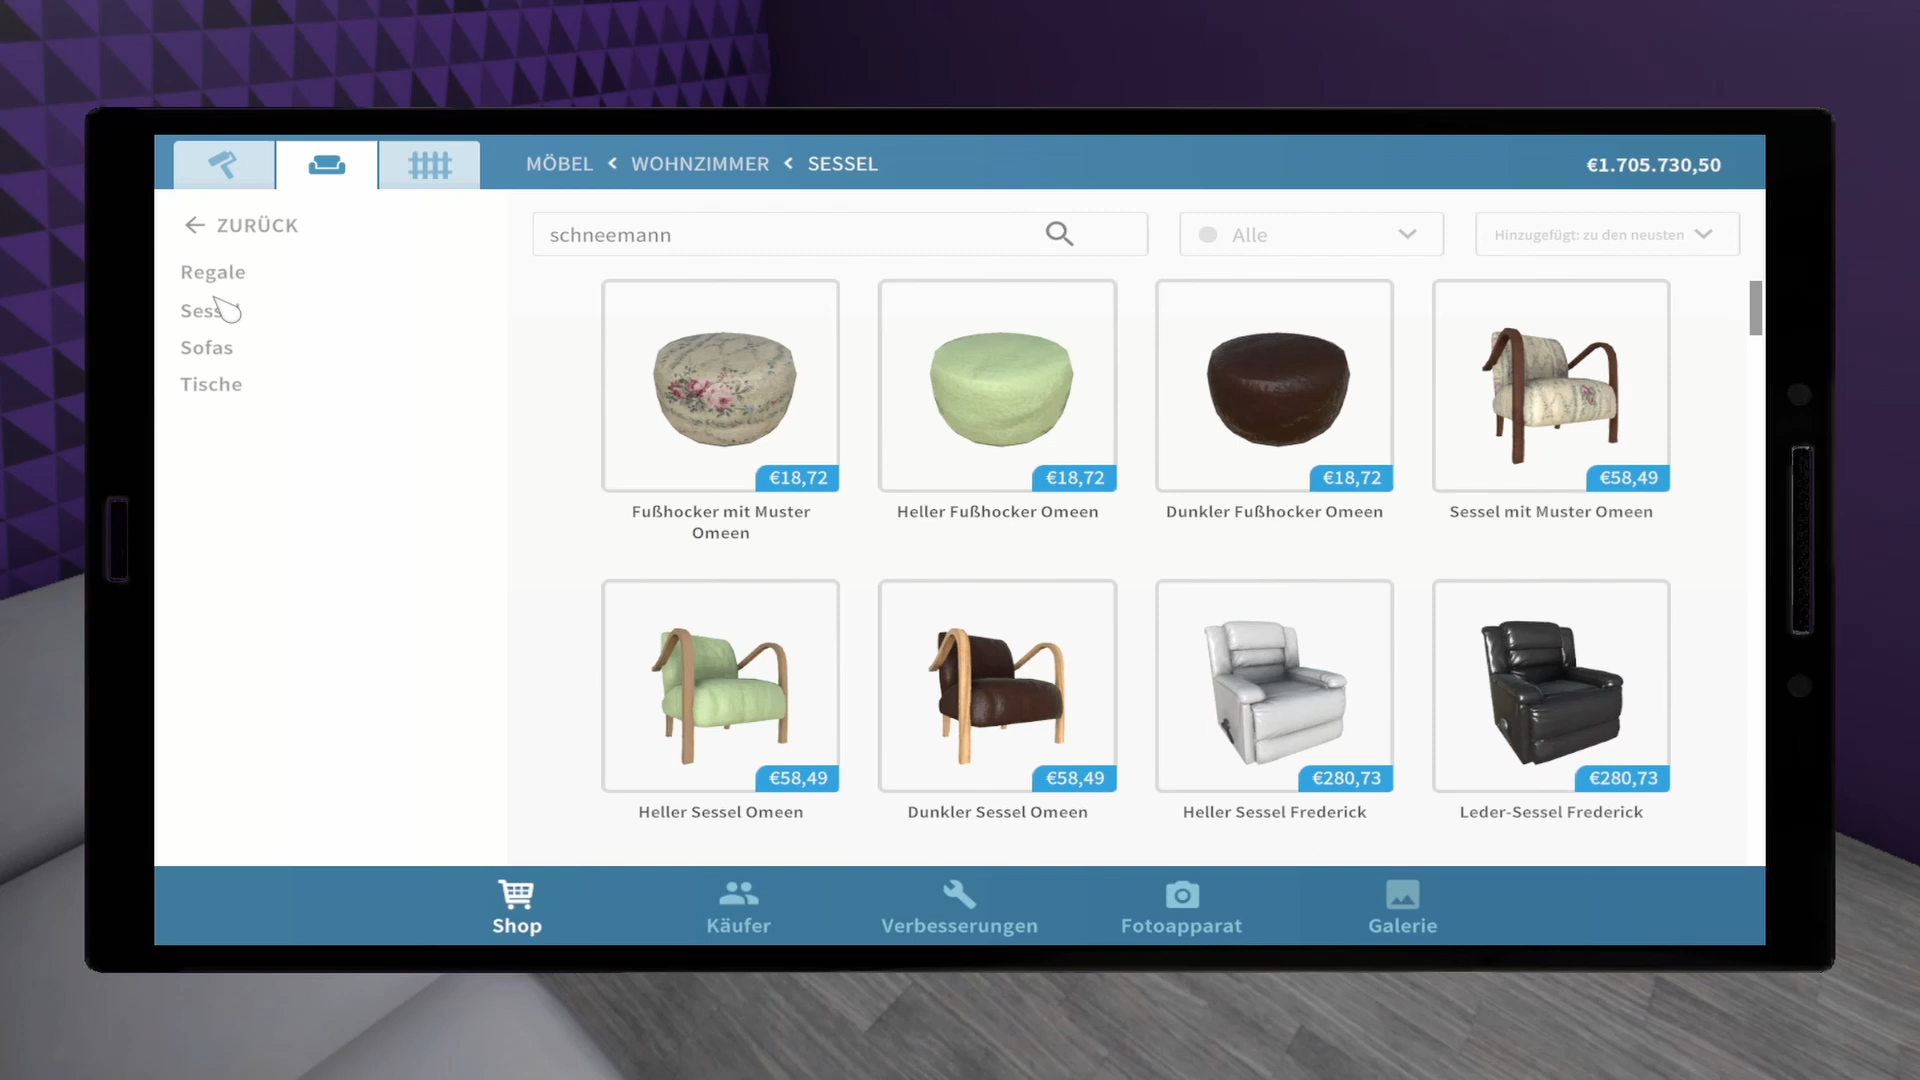 MÖBEL < WOHNZIMMER < SESSEL
€1.705.730,50
ZURÜCK
Regale
Sofas
Tische
schneemann
Alle
Hinzugefügt: zu den neusten
€18,72
€18,72
€18,72
€58,49
Fußhocker mit Muster
Omeen
Heller Fußhocker Omeen
Dunkler Fußhocker Omeen
Sessel mit Muster Omeen
€58,49
€58,49
€280,73
€280,73
Heller Sessel Omeen
Dunkler Sessel Omeen
Heller Sessel Frederick
Leder-Sessel Frederick
Shop
Käufer
Verbesserungen
Fotoapparat
Galerie